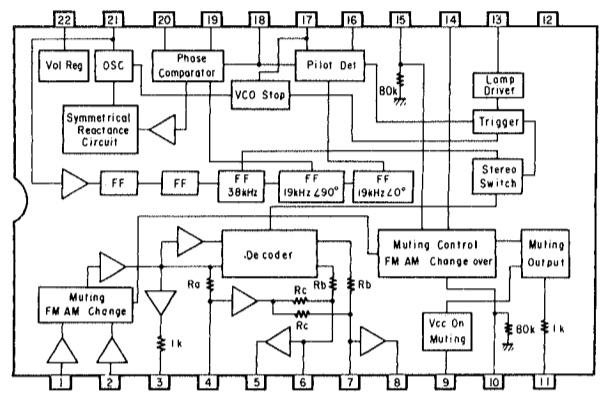 22 21 20 19 18 17 16 15 14 13 12
Vol Reg
OSC
Phase
Comparator
Pilot Det
80k
Lamp
Driver
VCO Stop
Symmetrical
Reactance
Circuit
Trigger
FF
FF
FF
38kHz
FF
19kHz∠90°
FF
19kHz∠0°
Stereo
Switch
.Decoder
Muting Control
FM AM Change over
Muting
Output
Ra
Rb
Rb
Rc
Rc
Muting
FM AM Change
1k
Vcc On
Muting
80k
1k
1 2 3 4 5 6 7 8 9 10 11